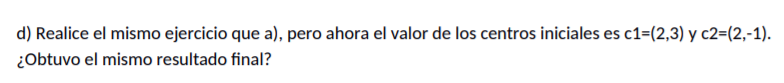 d) Realice el mismo ejercicio que a), pero ahora el valor de los centros iniciales es c1=(2,3) y c2=(2,-1).
¿Obtuvo el mismo resultado final?